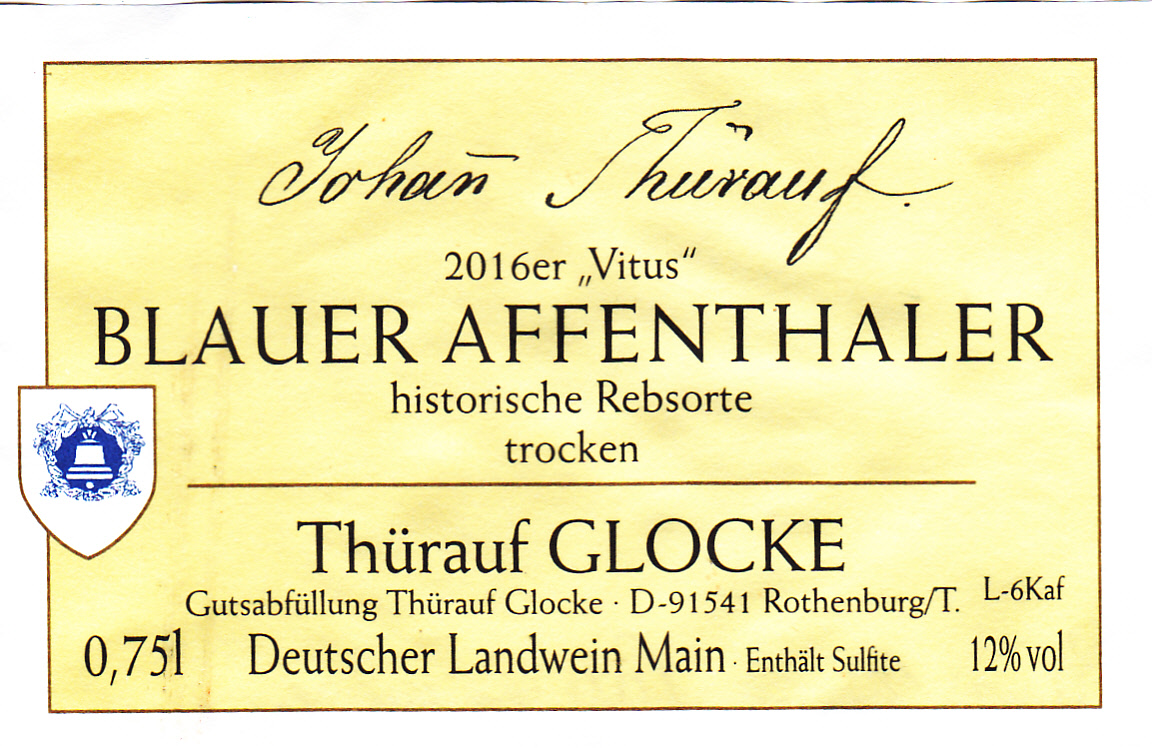 Johan̄ Thürauf.
2016er „Vitus“
BLAUER AFFENTHALER
historische Rebsorte
trocken
Thürauf GLOCKE
Gutsabfüllung Thürauf Glocke · D-91541 Rothenburg/T. L-6Kaf
0,75l Deutscher Landwein Main · Enthält Sulfite 12% vol